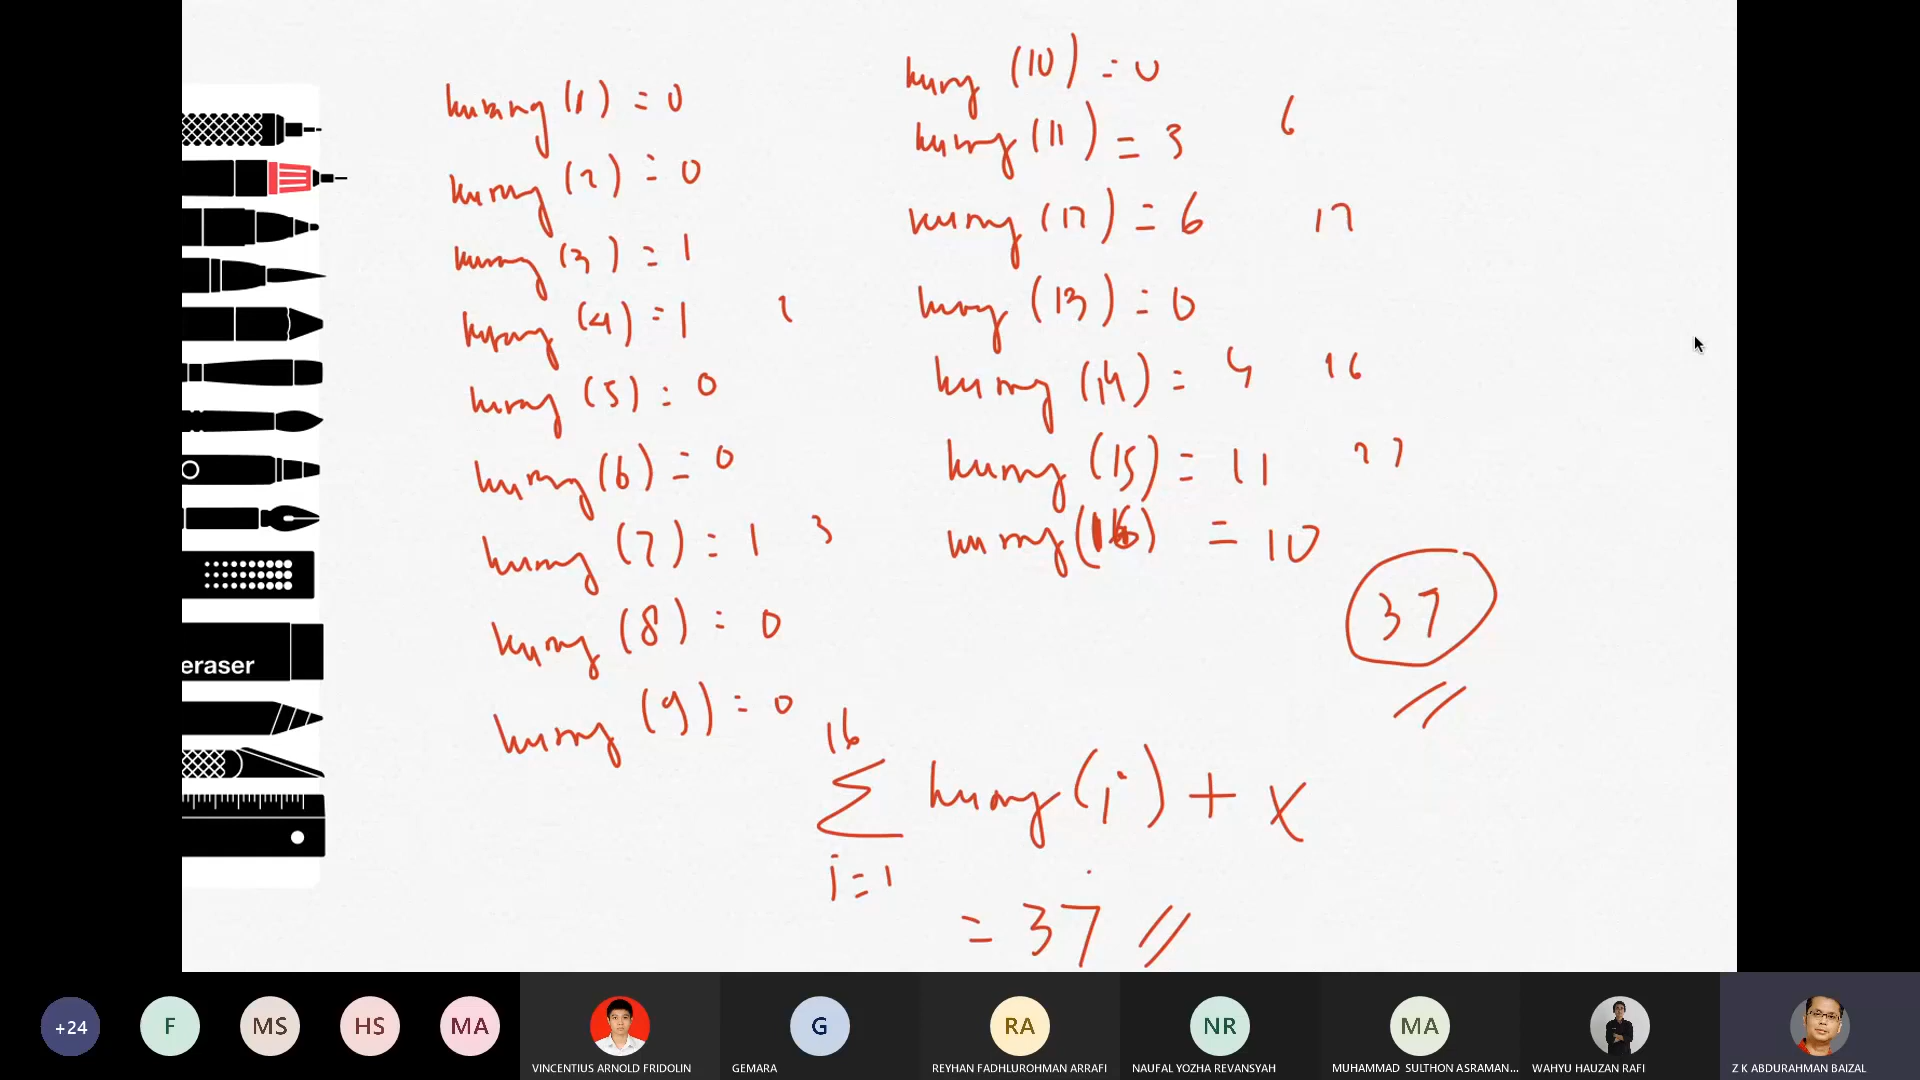 kurang (1) = 0
kurang (2) = 0
kurang (3) = 1
kurang (4) = 1 2
kurang (5) = 0
kurang (6) = 0
kurang (7) = 1 3
kurang (8) = 0
kurang (9) = 0
kurang (10) = 0
kurang (11) = 3 6
kurang (12) = 6 12
kurang (13) = 0
kurang (14) = 4 16
kurang (15) = 11 27
kurang (16) = 10
37
16
Σ kurang (i) + X
i=1
= 37 //
eraser
+24
F
MS
HS
MA
VINCENTIUS ARNOLD FRIDOLIN
G
GEMARA
RA
REYHAN FADHLUROHMAN ARRAFI
NR
NAUFAL YOZHA REVANSYAH
MA
MUHAMMAD SULTHON ASRAMAN...
WAHYU HAUZAN RAFI
Z K ABDURAHMAN BAIZAL